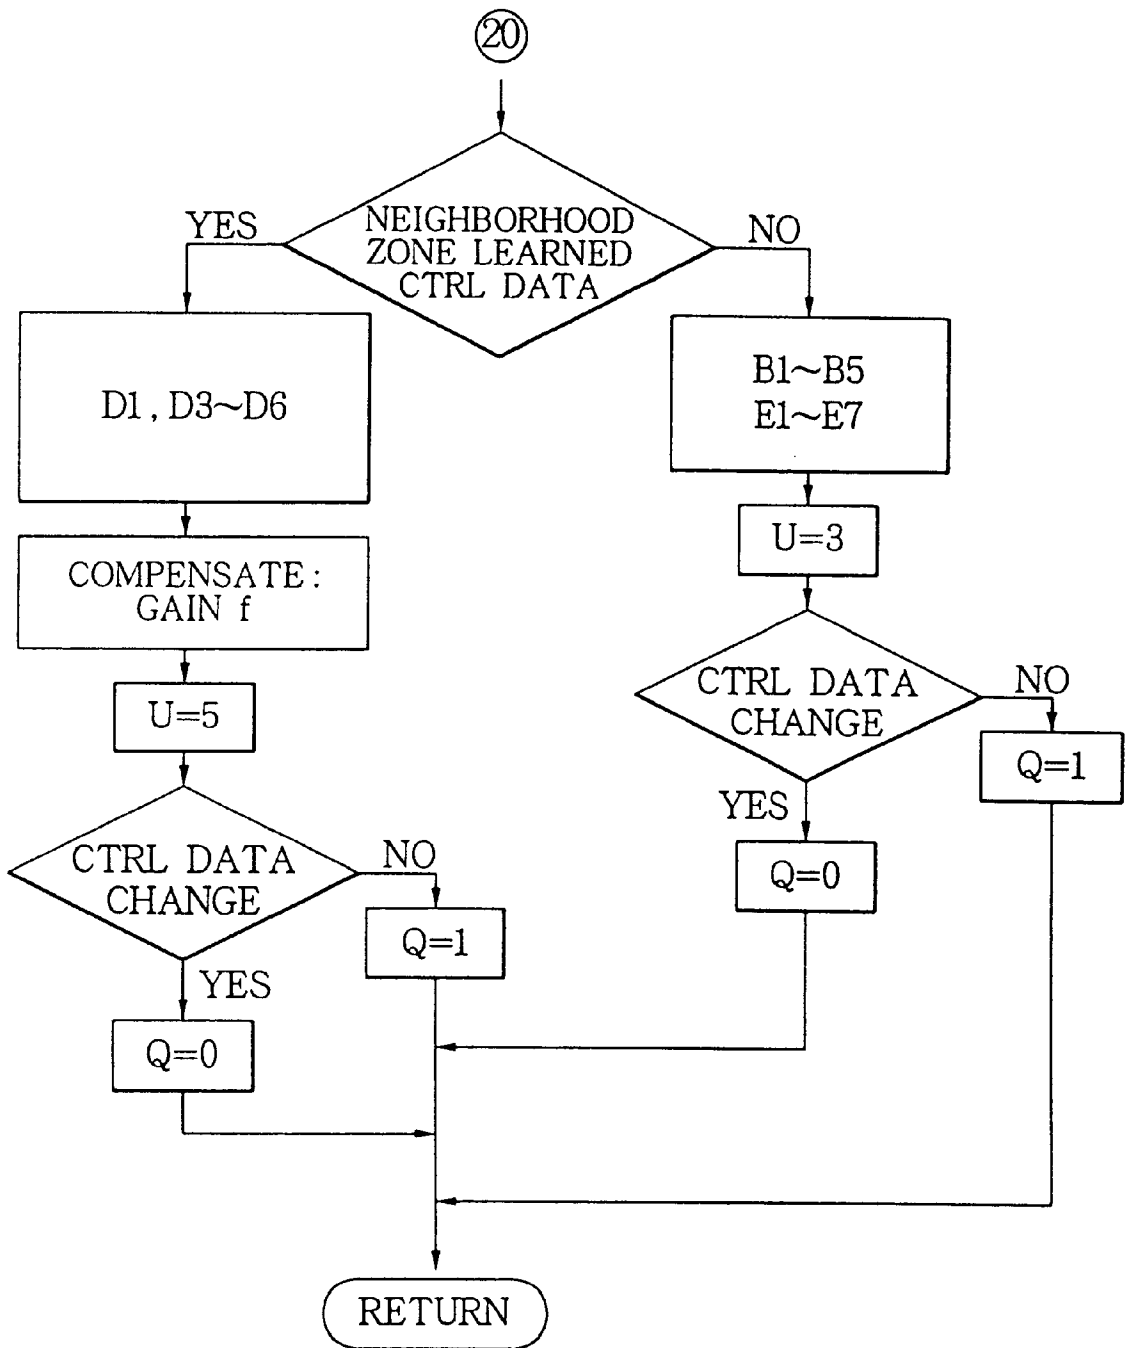 20
NEIGHBORHOOD
ZONE LEARNED
CTRL DATA
YES
NO
D1, D3~D6
B1~B5
E1~E7
COMPENSATE:
GAIN f
U=3
U=5
CTRL DATA
CHANGE
NO
Q=1
YES
Q=0
CTRL DATA
CHANGE
NO
Q=1
YES
Q=0
RETURN